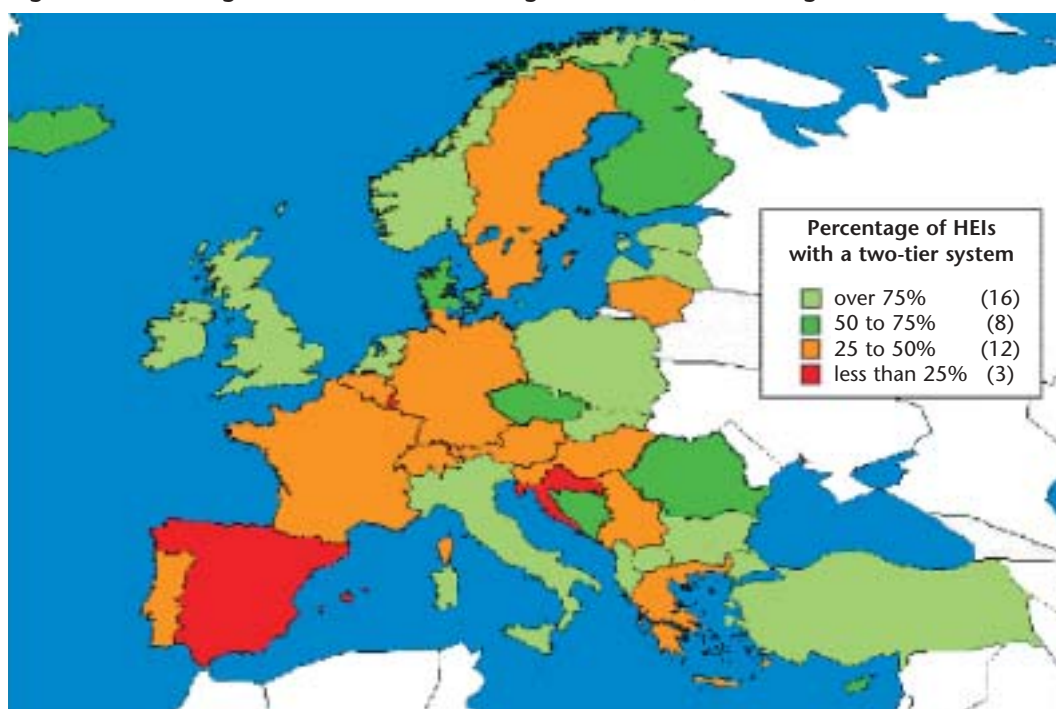 Percentage of HEIs
with a two-tier system
over 75% (16)
50 to 75% (8)
25 to 50% (12)
less than 25% (3)